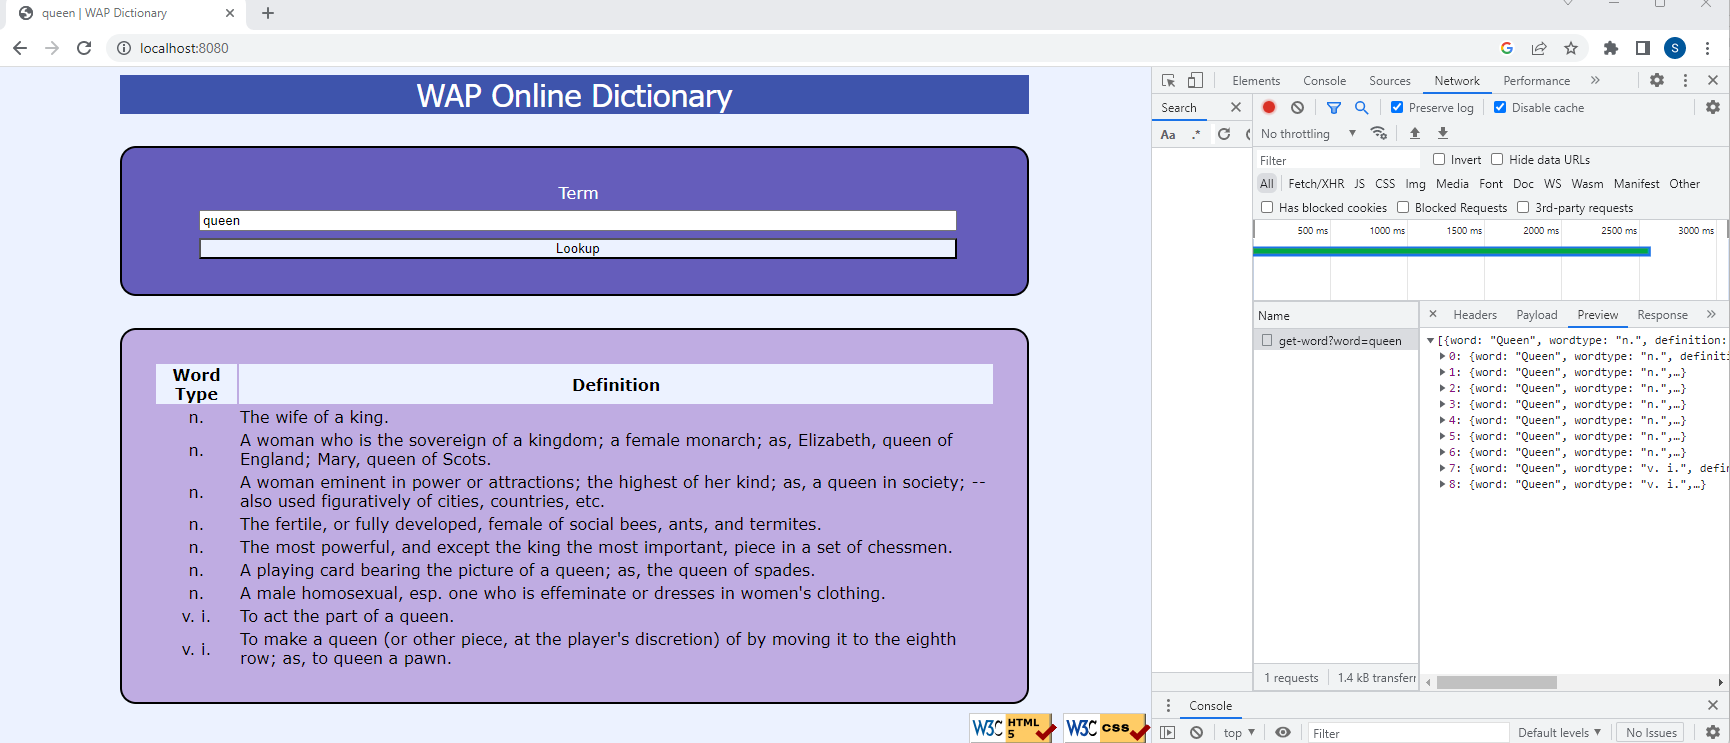 queen | WAP Dictionary
localhost:8080
S
WAP Online Dictionary
Term
queen
Lookup
Word Type
Definition
n. The wife of a king.
n. A woman who is the sovereign of a kingdom; a female monarch; as, Elizabeth, queen of
England; Mary, queen of Scots.
n. A woman eminent in power or attractions; the highest of her kind; as, a queen in society; --
also used figuratively of cities, countries, etc.
n. The fertile, or fully developed, female of social bees, ants, and termites.
n. The most powerful, and except the king the most important, piece in a set of chessmen.
n. A playing card bearing the picture of a queen; as, the queen of spades.
n. A male homosexual, esp. one who is effeminate or dresses in women's clothing.
v. i. To act the part of a queen.
v. i. To make a queen (or other piece, at the player's discretion) of by moving it to the eighth
row; as, to queen a pawn.
W3C HTML 5
W3C css
Elements Console Sources Network Performance
Search
Aa .*
Preserve log Disable cache
No throttling
Filter
Invert Hide data URLs
All Fetch/XHR JS CSS Img Media Font Doc WS Wasm Manifest Other
Has blocked cookies Blocked Requests 3rd-party requests
500 ms 1000 ms 1500 ms 2000 ms 2500 ms 3000 ms
Name
get-word?word=queen
Headers Payload Preview Response
[{word: "Queen", wordtype: "n.", definition:
0: {word: "Queen", wordtype: "n.", definiti
1: {word: "Queen", wordtype: "n.",…}
2: {word: "Queen", wordtype: "n.",…}
3: {word: "Queen", wordtype: "n.",…}
4: {word: "Queen", wordtype: "n.",…}
5: {word: "Queen", wordtype: "n.",…}
6: {word: "Queen", wordtype: "n.",…}
7: {word: "Queen", wordtype: "v. i.", defin
8: {word: "Queen", wordtype: "v. i.",…}
1 requests 1.4 kB transferr
Console
top
Filter
Default levels
No Issues